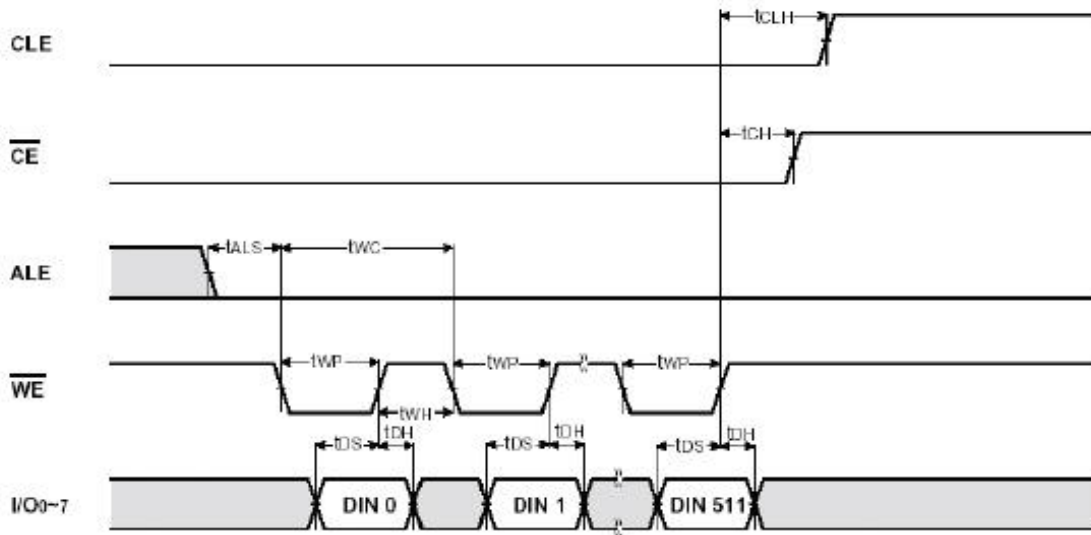 CLE
tCLH
CE
tCH
ALE
tALS
tWC
WE
tWP
tWP
tWP
tWH
tDS
tDH
tDS
tDH
tDS
tDH
I/O0~7
DIN 0
DIN 1
DIN 511